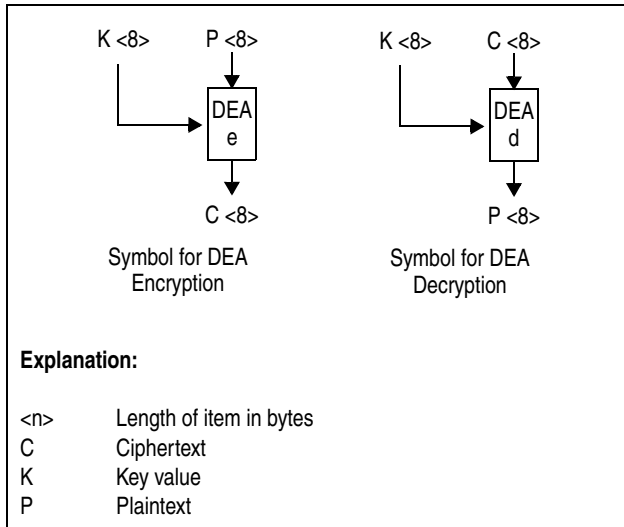 K <8> P <8> K <8> C <8>
DEA
e
DEA
d
C <8> P <8>
Symbol for DEA
Encryption
Symbol for DEA
Decryption
Explanation:
<n> Length of item in bytes
C Ciphertext
K Key value
P Plaintext